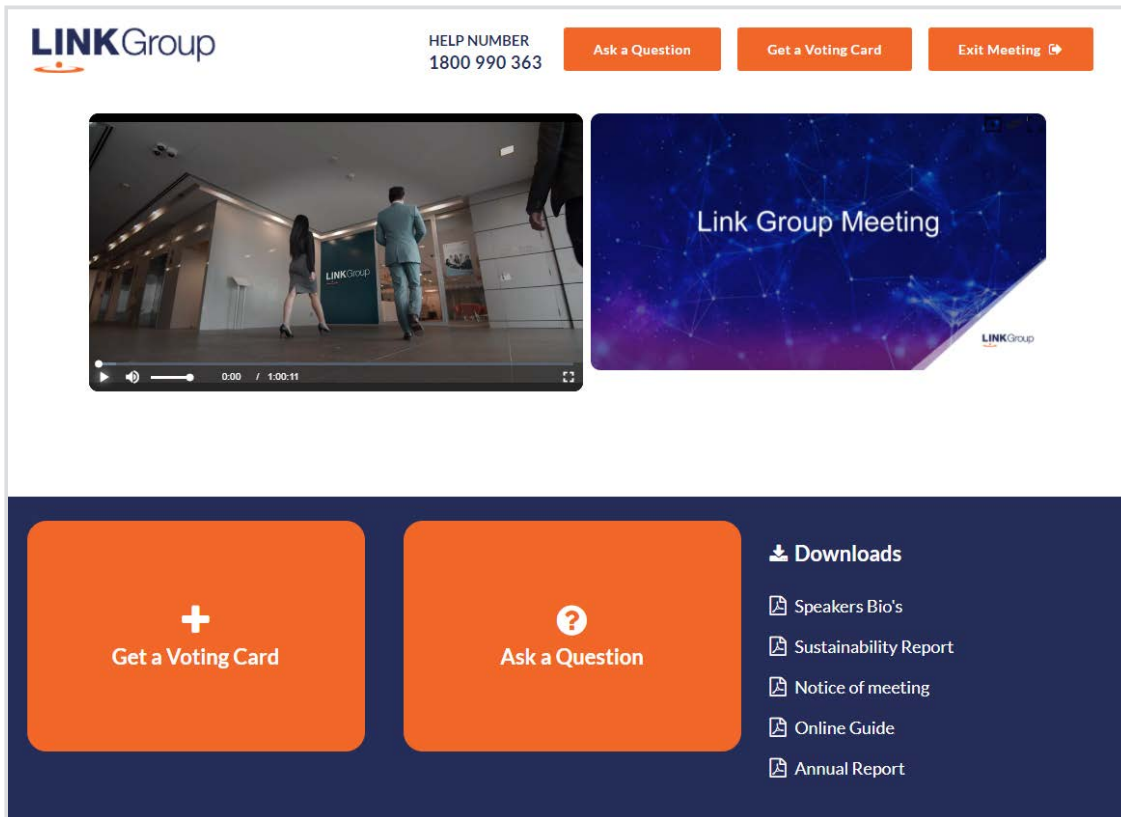 LINKGroup
HELP NUMBER
1800 990 363
Ask a Question
Get a Voting Card
Exit Meeting
LINKGroup
0:00 / 1:00:11
Link Group Meeting
LINKGroup
Get a Voting Card
Ask a Question
Downloads
Speakers Bio's
Sustainability Report
Notice of meeting
Online Guide
Annual Report